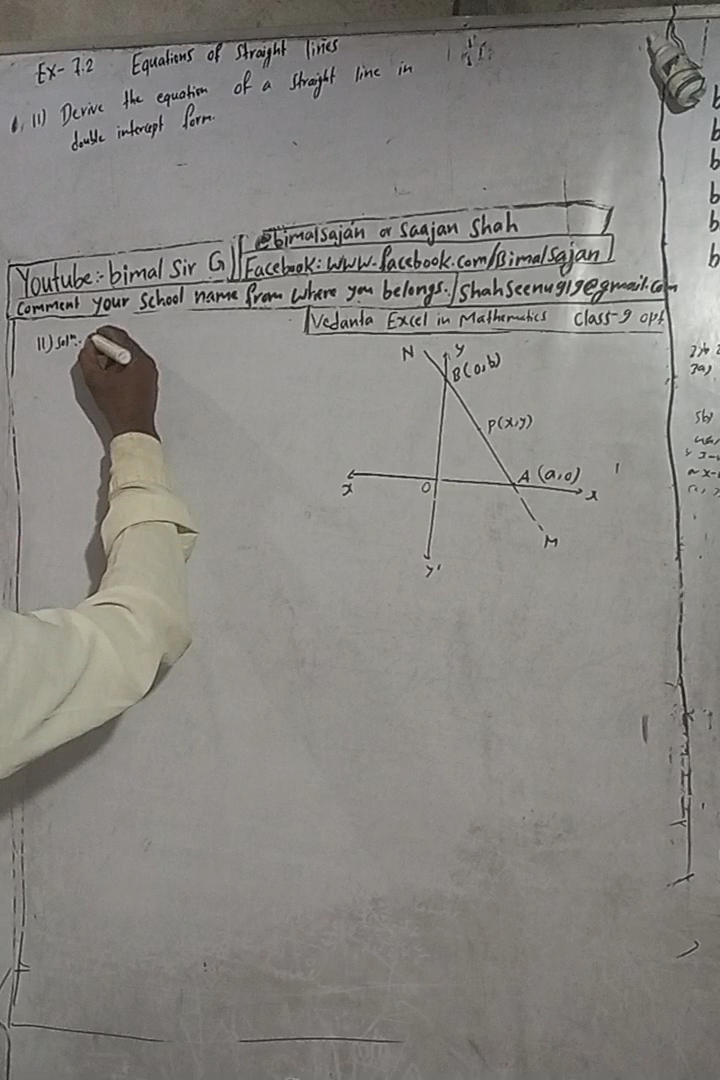 Ex- 7.2 Equations of straight lines
11) Derive the equation of a straight line in
double intercept form.
@bimalsajan or Saajan Shah
Youtube:- bimal Sir G
Facebook: www.facebook.com/Bimalsajan
Comment your school name from where you belongs. / Shahseenu919@gmail.com
Vedanta Excel in Mathematics Class-9 opt
11) Solⁿ:-
N
y
B(0,b)
P(x,y)
A (a,0)
x
O
x
M
y'